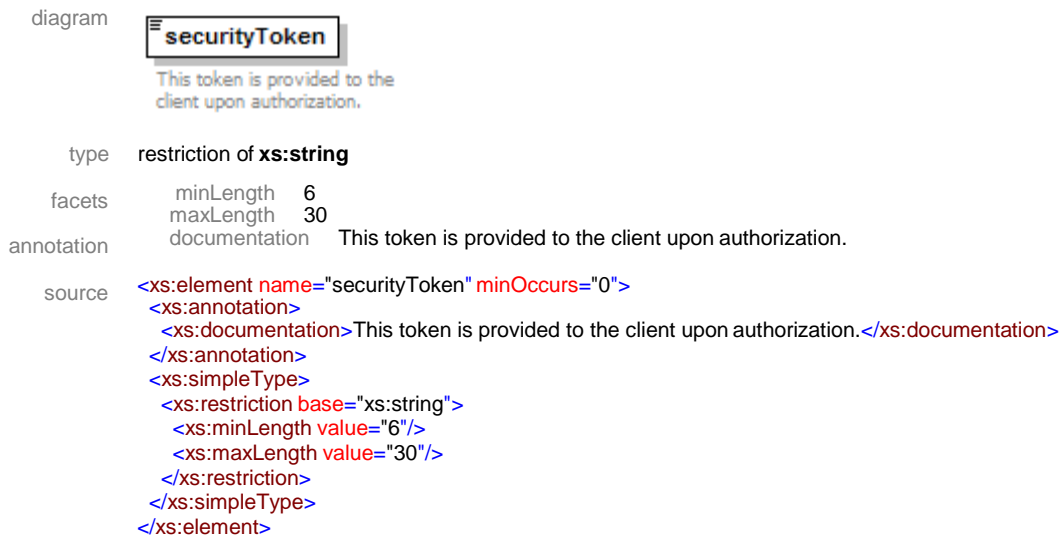 diagram
securityToken
This token is provided to the
client upon authorization.
type restriction of xs:string
facets minLength 6
maxLength 30
annotation documentation This token is provided to the client upon authorization.
source <xs:element name="securityToken" minOccurs="0">
<xs:annotation>
<xs:documentation>This token is provided to the client upon authorization.</xs:documentation>
</xs:annotation>
<xs:simpleType>
<xs:restriction base="xs:string">
<xs:minLength value="6"/>
<xs:maxLength value="30"/>
</xs:restriction>
</xs:simpleType>
</xs:element>